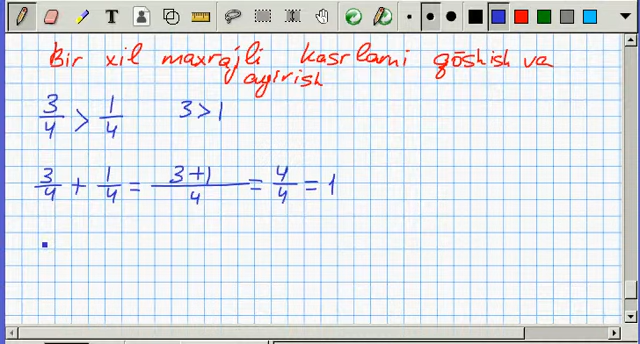 Bir xil maxrajli kasrlarni qōshish va
ayirish
3/4 > 1/4 3 > 1
3/4 + 1/4 = (3+1)/4 = 4/4 = 1